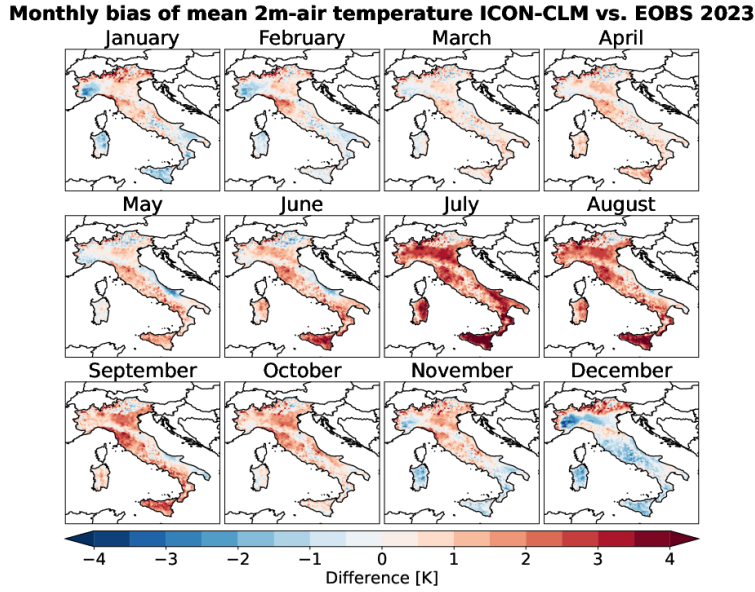 Monthly bias of mean 2m-air temperature ICON-CLM vs. EOBS 2023
January February March April
May June July August
September October November December
−4 −3 −2 −1 0 1 2 3 4
Difference [K]